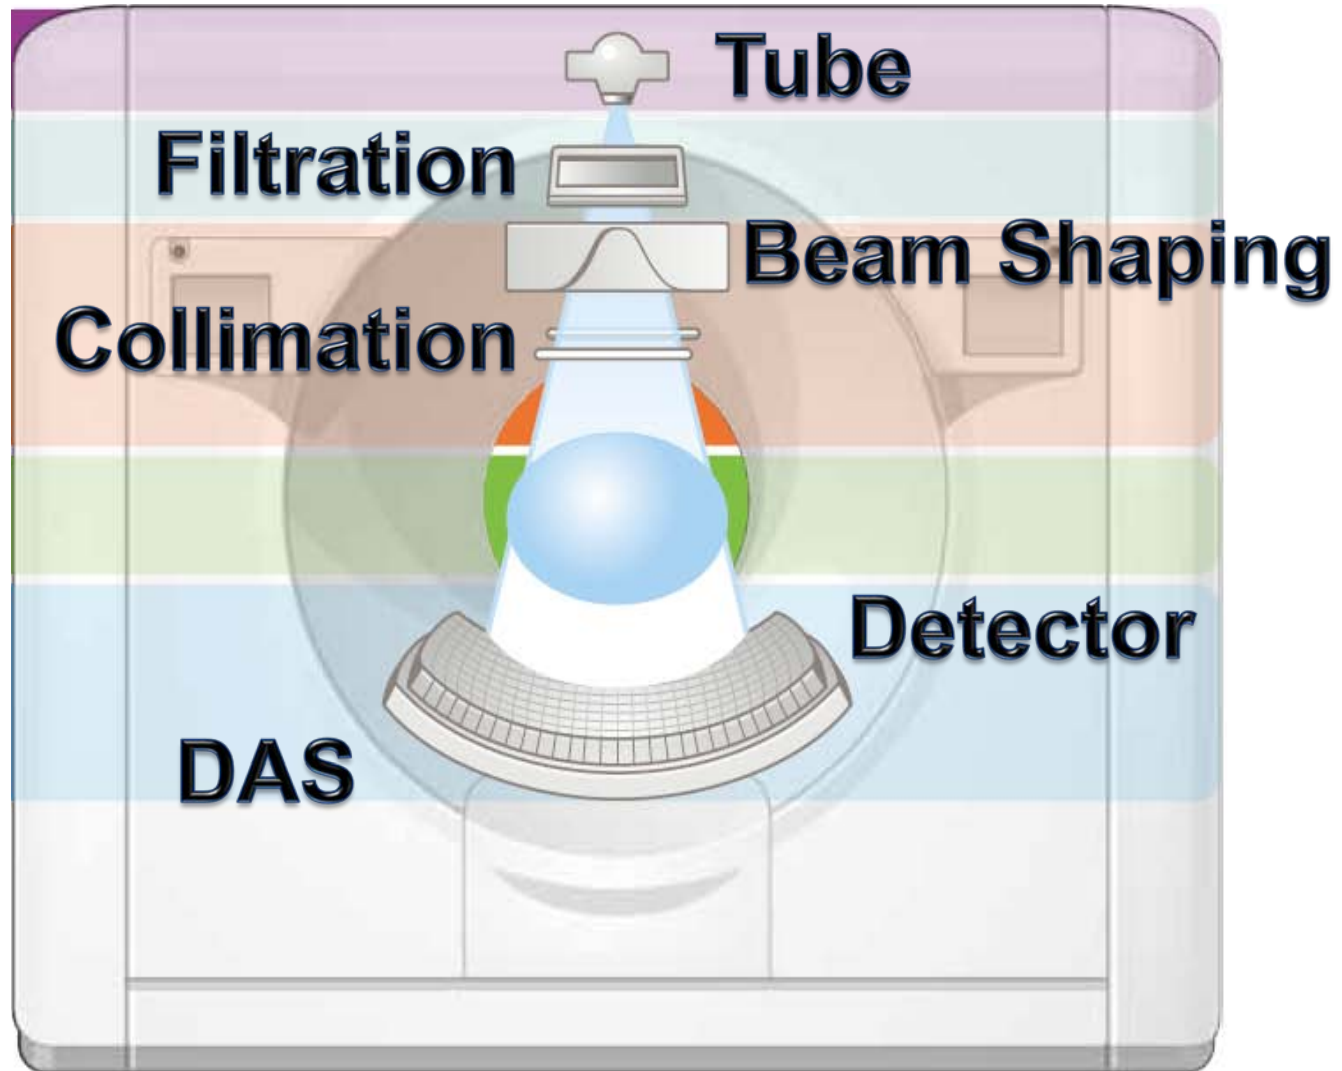 Tube
Filtration
Beam Shaping
Collimation
Detector
DAS